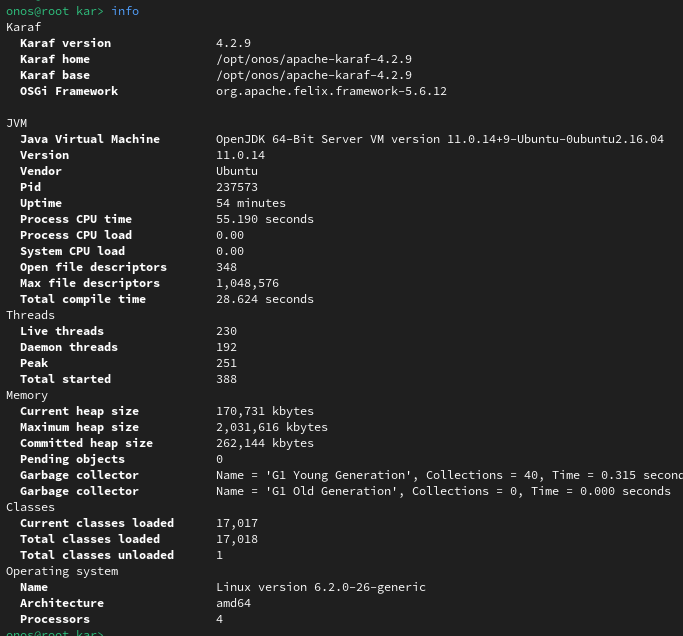 onos@root kar> info
Karaf
  Karaf version               4.2.9
  Karaf home                  /opt/onos/apache-karaf-4.2.9
  Karaf base                  /opt/onos/apache-karaf-4.2.9
  OSGi Framework              org.apache.felix.framework-5.6.12

JVM
  Java Virtual Machine        OpenJDK 64-Bit Server VM version 11.0.14+9-Ubuntu-0ubuntu2.16.04
  Version                     11.0.14
  Vendor                      Ubuntu
  Pid                         237573
  Uptime                      54 minutes
  Process CPU time            55.190 seconds
  Process CPU load            0.00
  System CPU load             0.00
  Open file descriptors       348
  Max file descriptors        1,048,576
  Total compile time          28.624 seconds
Threads
  Live threads                230
  Daemon threads              192
  Peak                        251
  Total started               388
Memory
  Current heap size           170,731 kbytes
  Maximum heap size           2,031,616 kbytes
  Committed heap size         262,144 kbytes
  Pending objects             0
  Garbage collector           Name = 'G1 Young Generation', Collections = 40, Time = 0.315 secon
  Garbage collector           Name = 'G1 Old Generation', Collections = 0, Time = 0.000 seconds
Classes
  Current classes loaded      17,017
  Total classes loaded        17,018
  Total classes unloaded      1
Operating system
  Name                        Linux version 6.2.0-26-generic
  Architecture                amd64
  Processors                  4
onos@root kar>